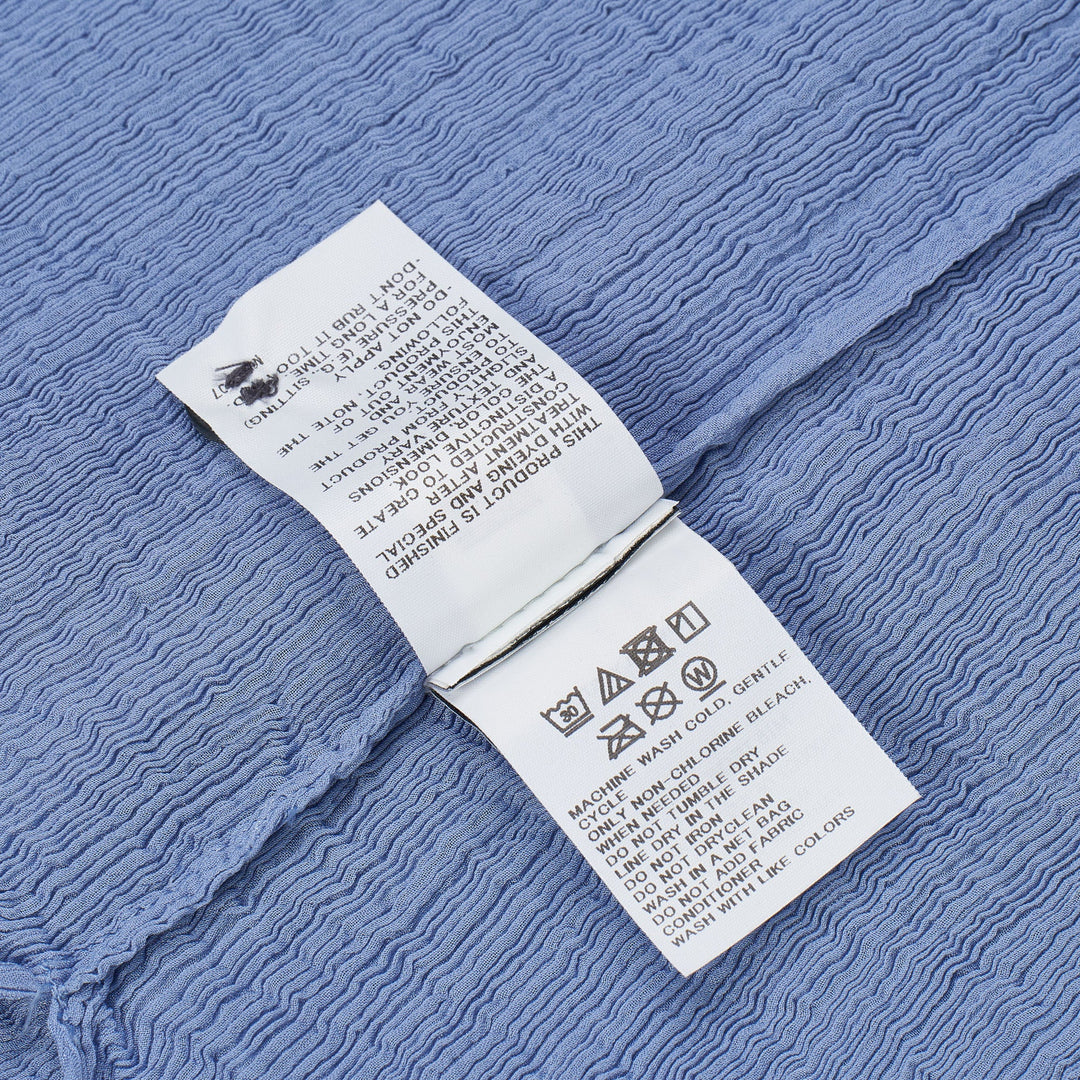 THIS PRODUCT IS FINISHED
WITH DYEING AND SPECIAL
TREATMENT AFTER
CONSTRUCTED TO CREATE
A DISTINCTIVE LOOK
-THE COLOR, DIMENSIONS
AND TEXTURE VARY
SLIGHTLY FROM PRODUCT
TO PRODUCT.
ENSURE YOU GET THE
MOST WEAR OUT OF
ENJOYMENT
THIS PRODUCT, NOTE THE
FOLLOWING
DO NOT APPLY
PRESSURE (E.G. SITTING)
FOR A LONG TIME.
-DON'T RUB IT TOO
30
W
MACHINE WASH COLD, GENTLE
CYCLE
ONLY NON-CHLORINE BLEACH.
WHEN NEEDED
DO NOT TUMBLE DRY
LINE DRY IN THE SHADE
DO NOT IRON
DO NOT DRYCLEAN
WASH IN A NET BAG
DO NOT ADD FABRIC
CONDITIONER
WASH WITH LIKE COLORS